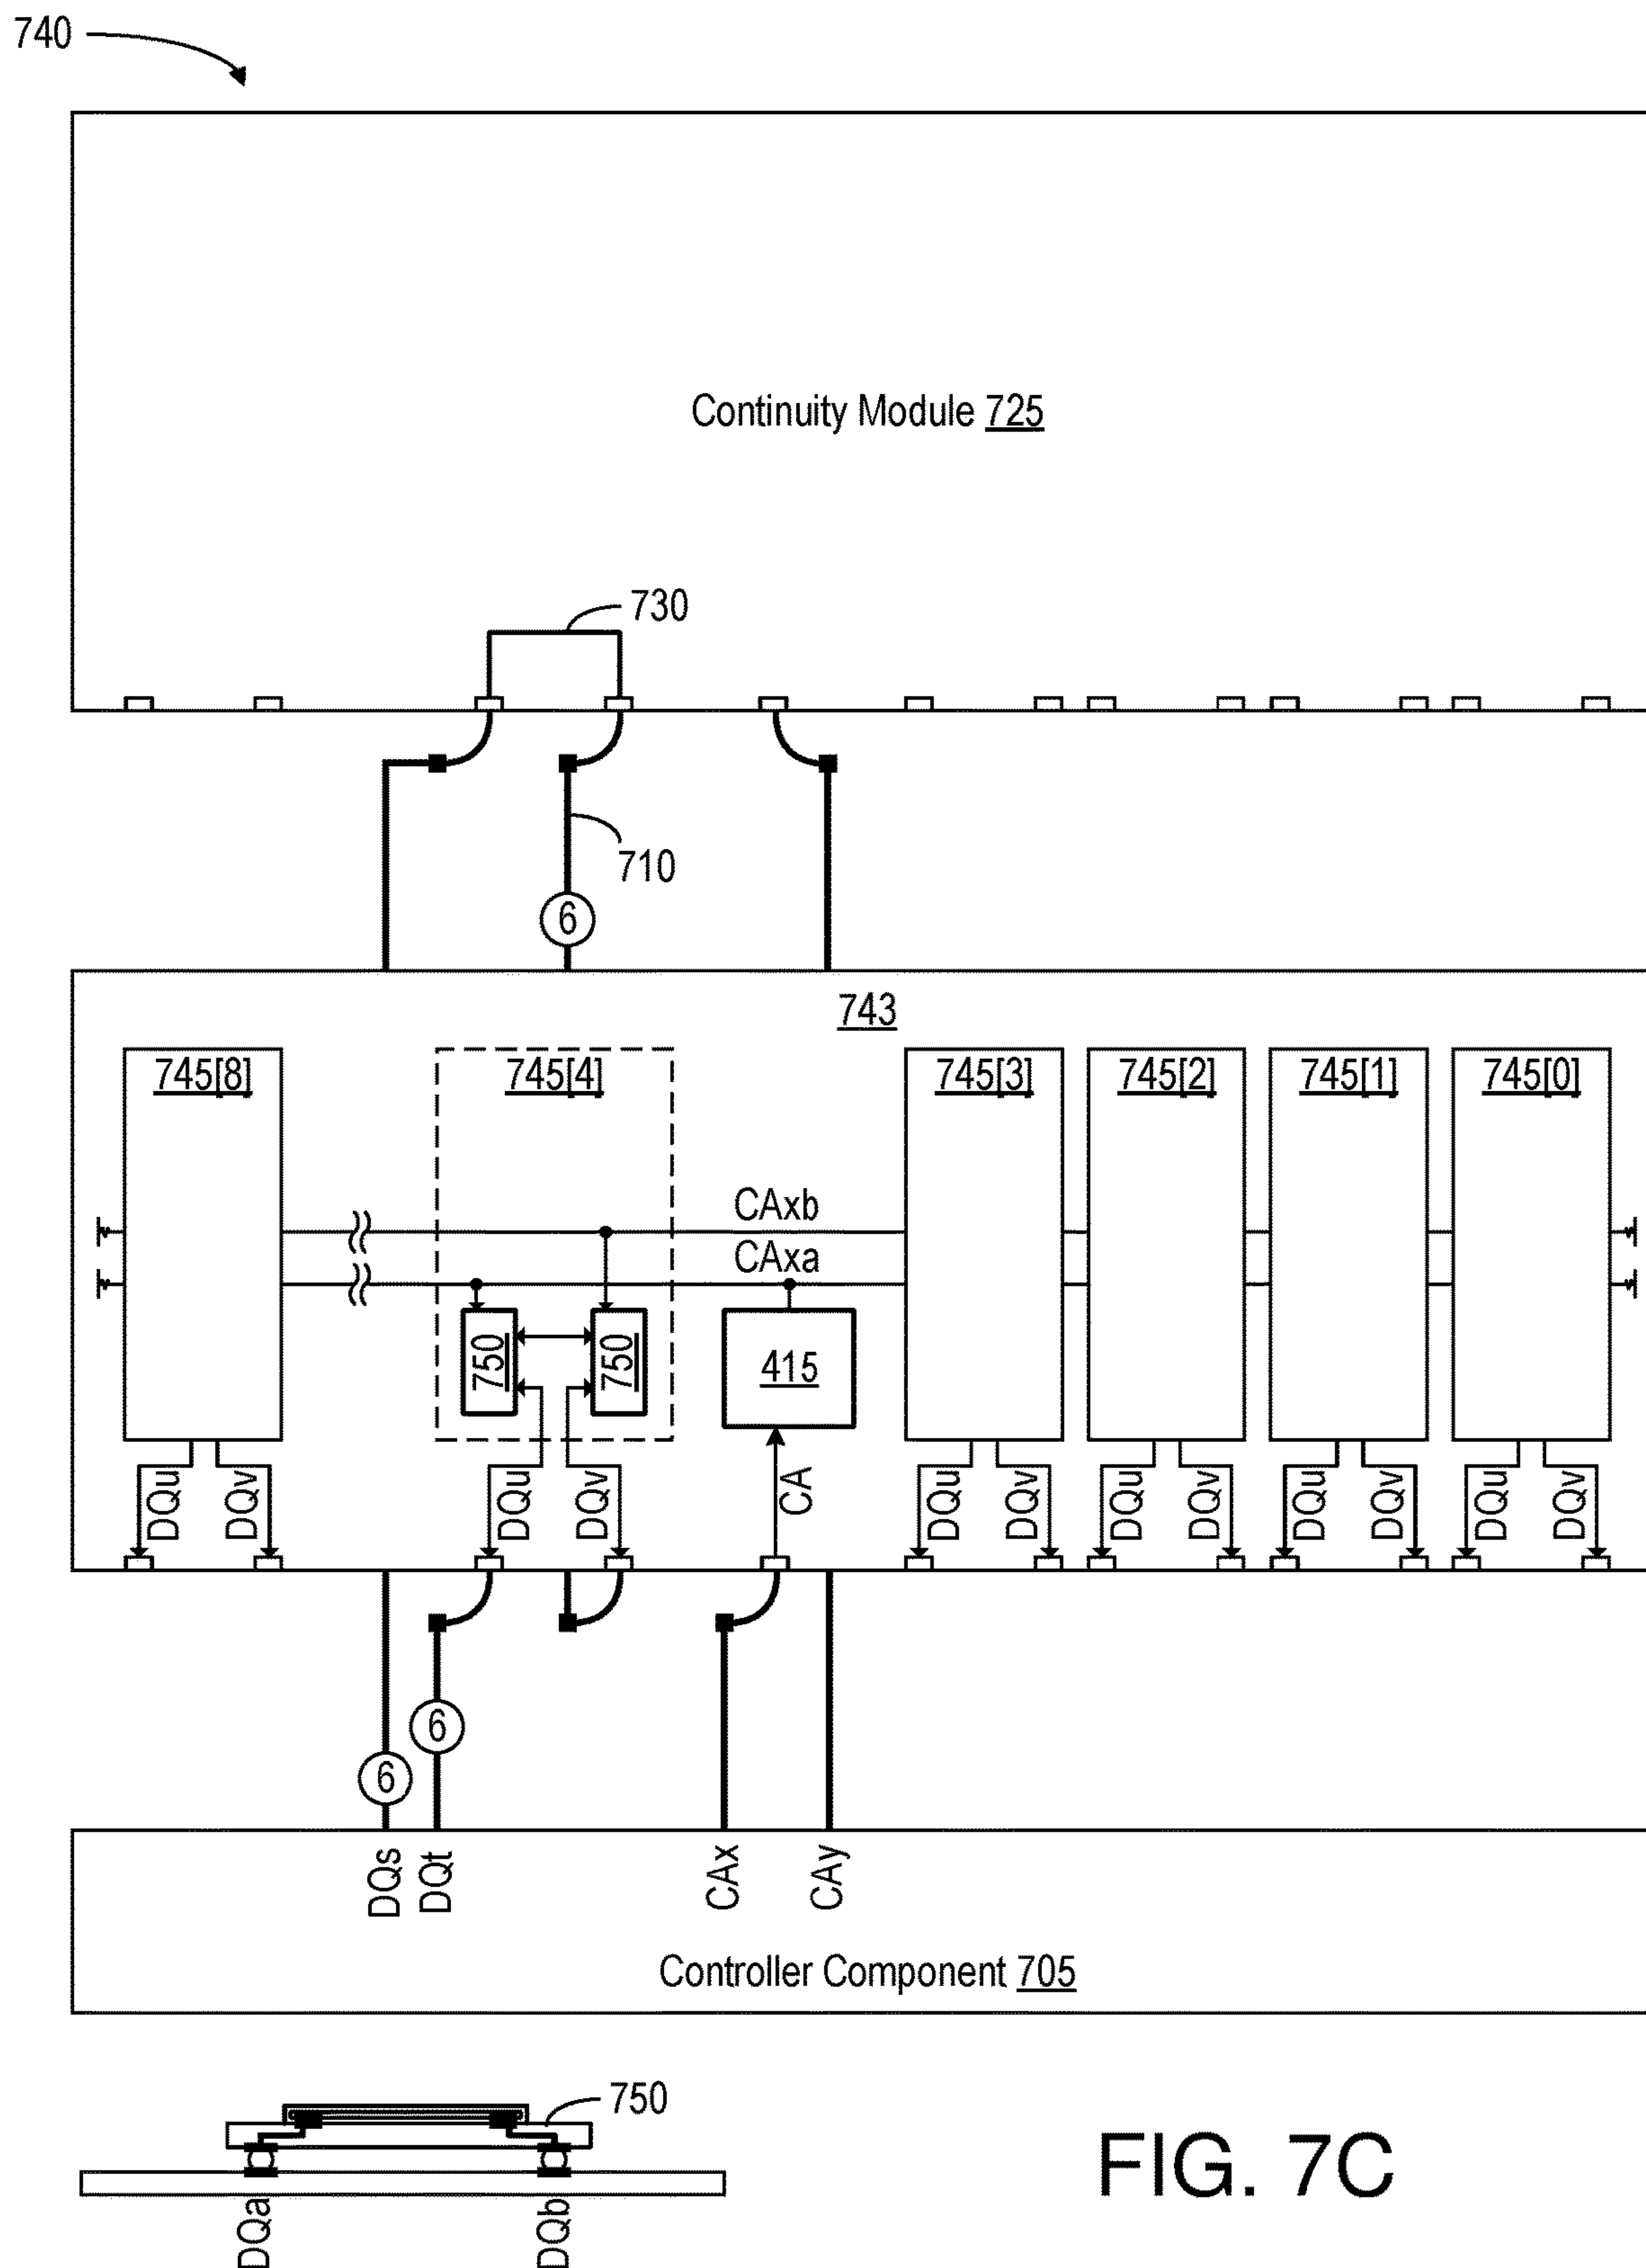 740
Continuity Module 725
730
710
6
743
745[8]
745[4]
745[3]
745[2]
745[1]
745[0]
CAxb
CAxa
750
750
415
DQu
DQv
DQu
DQv
CA
DQu
DQv
DQu
DQv
DQu
DQv
DQu
DQv
6
6
DQs
DQt
CAx
CAy
Controller Component 705
750
DQa
DQb
FIG. 7C